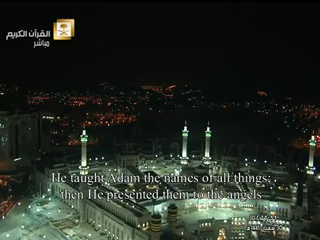 القرآن الكريم
مباشر
He taught Adam the names of all things;
then He presented them to the angels